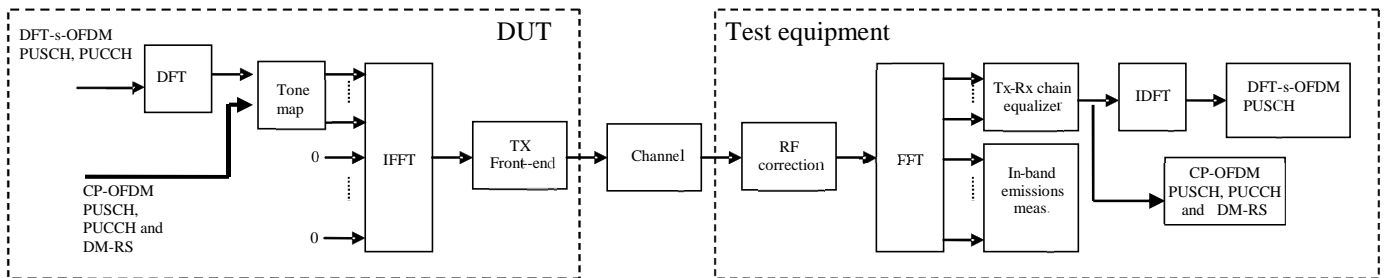 DUT
DFT-s-OFDM
PUSCH, PUCCH
DFT
Tone
map
0
0
IFFT
TX
Front--end
CP-OFDM
PUSCH,
PUCCH and
DM-RS
Channel
Test equipment
RF
correction
FFT
Tx-Rx chain
equalizer
IDFT
DFT-s-OFDM
PUSCH
In-band
emissions
meas.
CP-OFDM
PUSCH, PUCCH
and DM-RS